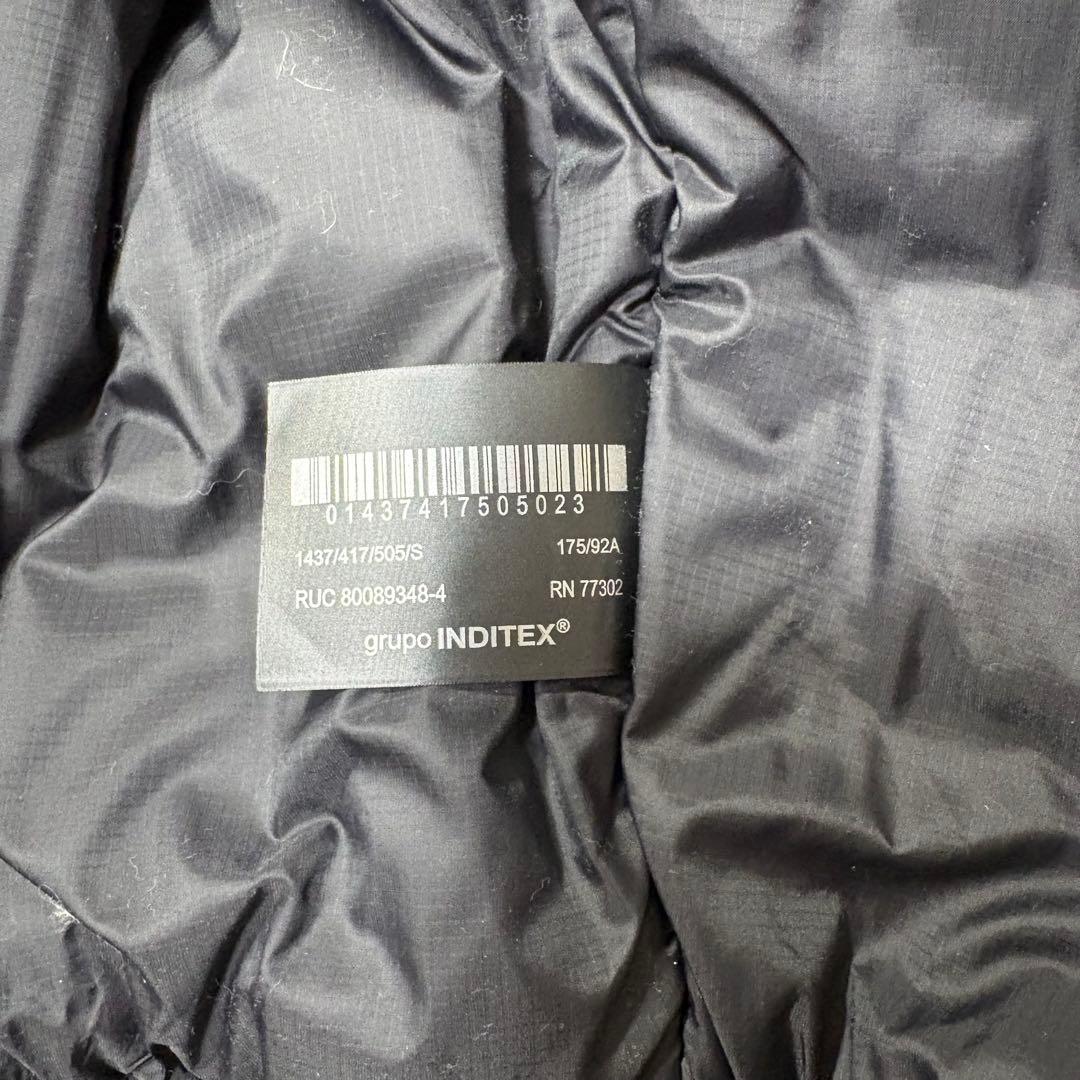 01437417505023
1437/417/505/S 175/92A
RUC 80089348-4 RN 77302
grupo INDITEX®